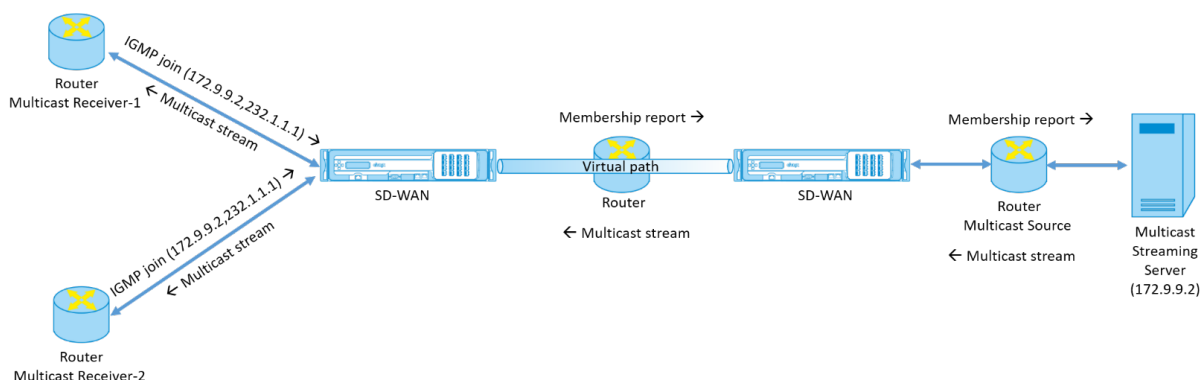 IGMP join (172.9.9.2,232.1.1.1) →
← Multicast stream
Router
Multicast Receiver-1
IGMP join (172.9.9.2,232.1.1.1) →
← Multicast stream
Router
Multicast Receiver-2
SD-WAN
Membership report →
Virtual path
Router
← Multicast stream
SD-WAN
Membership report →
Router
Multicast Source
← Multicast stream
Multicast
Streaming
Server
(172.9.9.2)